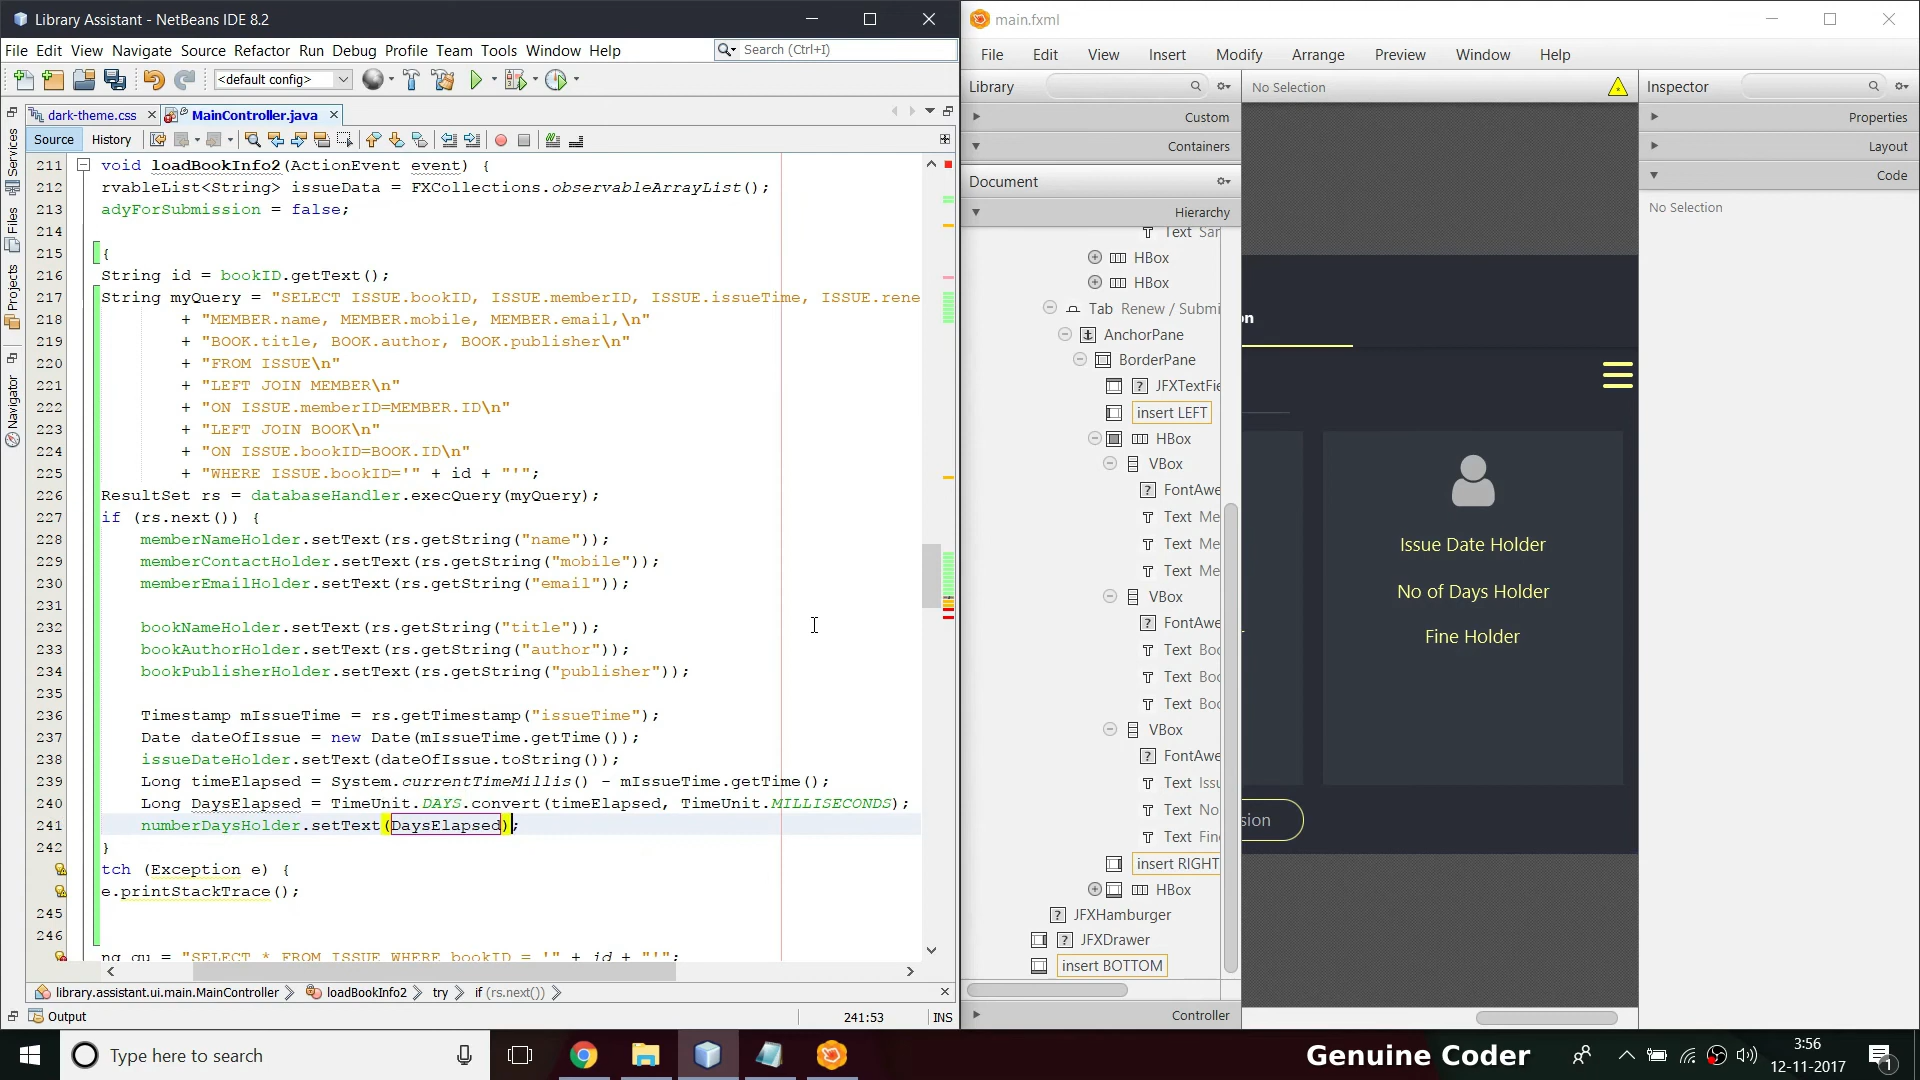 Library Assistant - NetBeans IDE 8.2
File Edit View Navigate Source Refactor Run Debug Profile Team Tools Window Help
Search (Ctrl+I)
<default config>
dark-theme.css
MainController.java
Source
History
Services
Files
Projects
Navigator
211 void loadBookInfo2(ActionEvent event) {
212 rvableList<String> issueData = FXCollections.observableArrayList();
213 adyForSubmission = false;
214
215 {
216 String id = bookID.getText();
217 String myQuery = "SELECT ISSUE.bookID, ISSUE.memberID, ISSUE.issueTime, ISSUE.rene
218 + "MEMBER.name, MEMBER.mobile, MEMBER.email,\n"
219 + "BOOK.title, BOOK.author, BOOK.publisher\n"
220 + "FROM ISSUE\n"
221 + "LEFT JOIN MEMBER\n"
222 + "ON ISSUE.memberID=MEMBER.ID\n"
223 + "LEFT JOIN BOOK\n"
224 + "ON ISSUE.bookID=BOOK.ID\n"
225 + "WHERE ISSUE.bookID='" + id + "'";
226 ResultSet rs = databaseHandler.execQuery(myQuery);
227 if (rs.next()) {
228 memberNameHolder.setText(rs.getString("name"));
229 memberContactHolder.setText(rs.getString("mobile"));
230 memberEmailHolder.setText(rs.getString("email"));
231
232 bookNameHolder.setText(rs.getString("title"));
233 bookAuthorHolder.setText(rs.getString("author"));
234 bookPublisherHolder.setText(rs.getString("publisher"));
235
236 Timestamp mIssueTime = rs.getTimestamp("issueTime");
237 Date dateOfIssue = new Date(mIssueTime.getTime());
238 issueDateHolder.setText(dateOfIssue.toString());
239 Long timeElapsed = System.currentTimeMillis() - mIssueTime.getTime();
240 Long DaysElapsed = TimeUnit.DAYS.convert(timeElapsed, TimeUnit.MILLISECONDS);
241 numberDaysHolder.setText(DaysElapsed);
242 }
tch (Exception e) {
e.printStackTrace();
245
246
ng qu = "SELECT * FROM ISSUE WHERE bookID = '" + id + "'";
library.assistant.ui.main.MainController
loadBookInfo2
try
if (rs.next())
Output
241:53
INS
main.fxml
File Edit View Insert Modify Arrange Preview Window Help
Library
Custom
Containers
Document
Hierarchy
Text Sar
HBox
HBox
Tab Renew / Submi
AnchorPane
BorderPane
JFXTextFie
insert LEFT
HBox
VBox
FontAwe
Text Me
Text Me
Text Me
VBox
FontAwe
Text Boo
Text Boo
Text Boo
VBox
FontAwe
Text Issu
Text No
Text Fin
insert RIGHT
HBox
JFXHamburger
JFXDrawer
insert BOTTOM
Controller
No Selection
on
Issue Date Holder
No of Days Holder
Fine Holder
sion
Inspector
Properties
Layout
Code
No Selection
Type here to search
Genuine Coder
3:56
12-11-2017
1